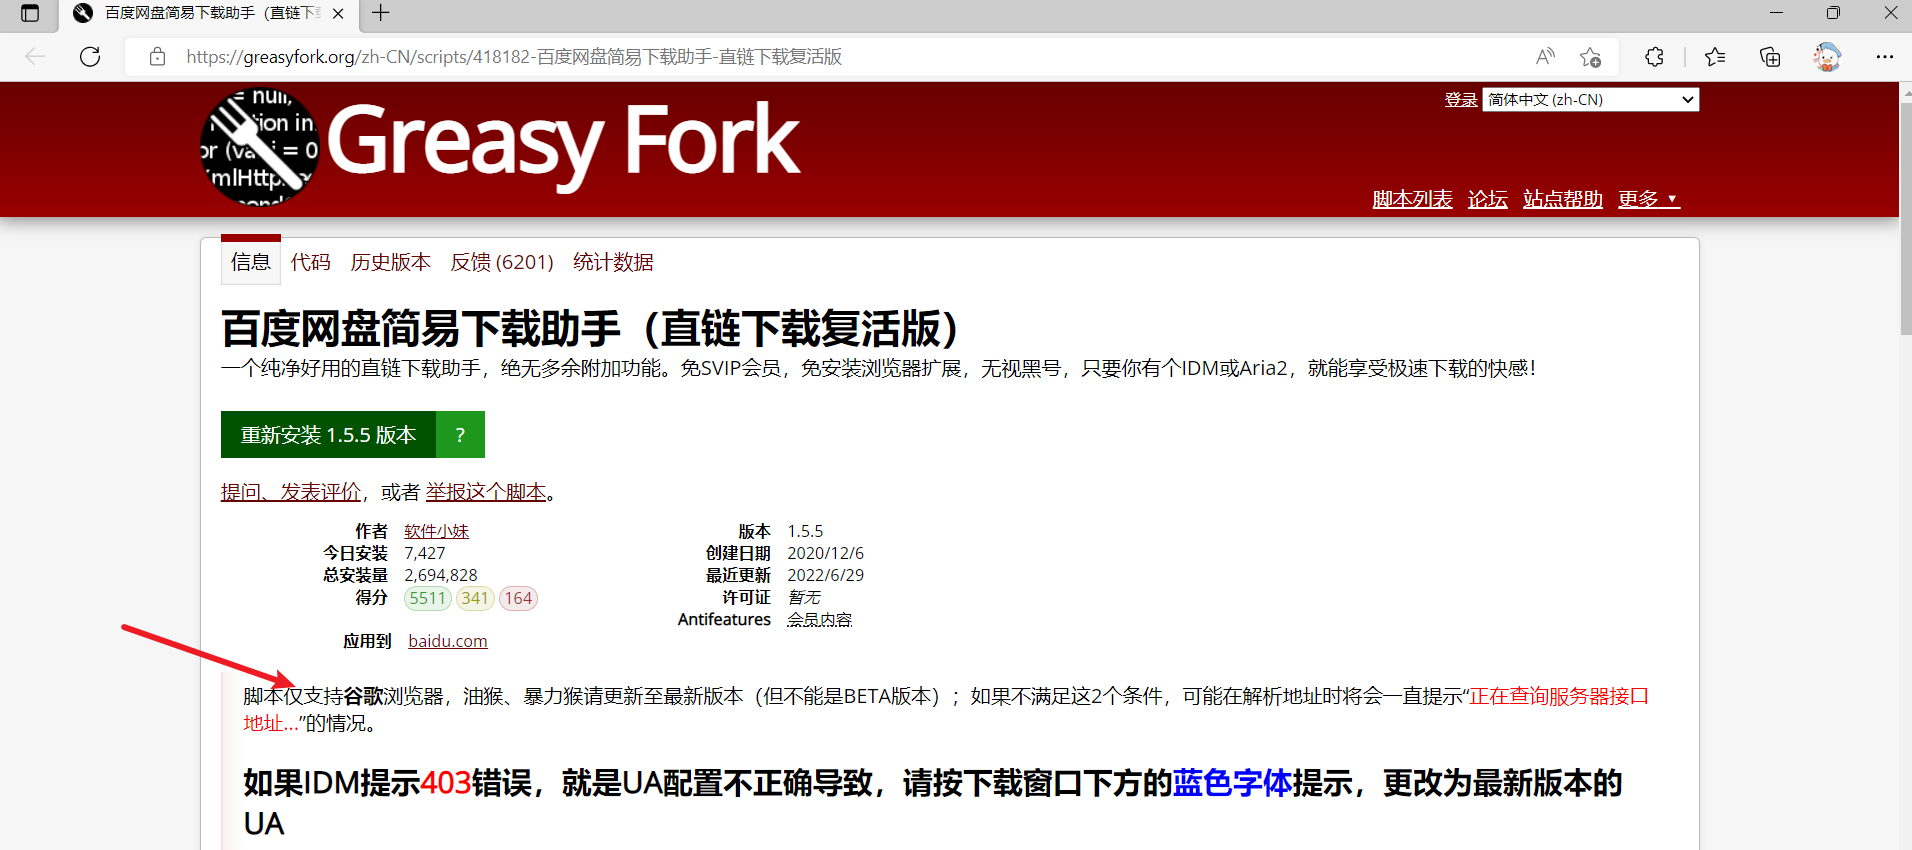 百度网盘简易下载助手（直链下
https://greasyfork.org/zh-CN/scripts/418182-百度网盘简易下载助手-直链下载复活版
= null,
tion in
or (va i = 0
mlHttp
Greasy Fork
登录 简体中文 (zh-CN)
脚本列表 论坛 站点帮助 更多 ▼
信息 代码 历史版本 反馈 (6201) 统计数据
百度网盘简易下载助手（直链下载复活版）
一个纯净好用的直链下载助手，绝无多余附加功能。免SVIP会员，免安装浏览器扩展，无视黑号，只要你有个IDM或Aria2，就能享受极速下载的快感！
重新安装 1.5.5 版本 ?
提问、发表评价，或者 举报这个脚本。
作者 软件小妹 版本 1.5.5
今日安装 7,427 创建日期 2020/12/6
总安装量 2,694,828 最近更新 2022/6/29
得分 5511 341 164 许可证 暂无
Antifeatures 会员内容
应用到 baidu.com
脚本仅支持谷歌浏览器，油猴、暴力猴请更新至最新版本（但不能是BETA版本）；如果不满足这2个条件，可能在解析地址时将会一直提示“正在查询服务器接口
地址...”的情况。
如果IDM提示403错误，就是UA配置不正确导致，请按下载窗口下方的蓝色字体提示，更改为最新版本的
UA